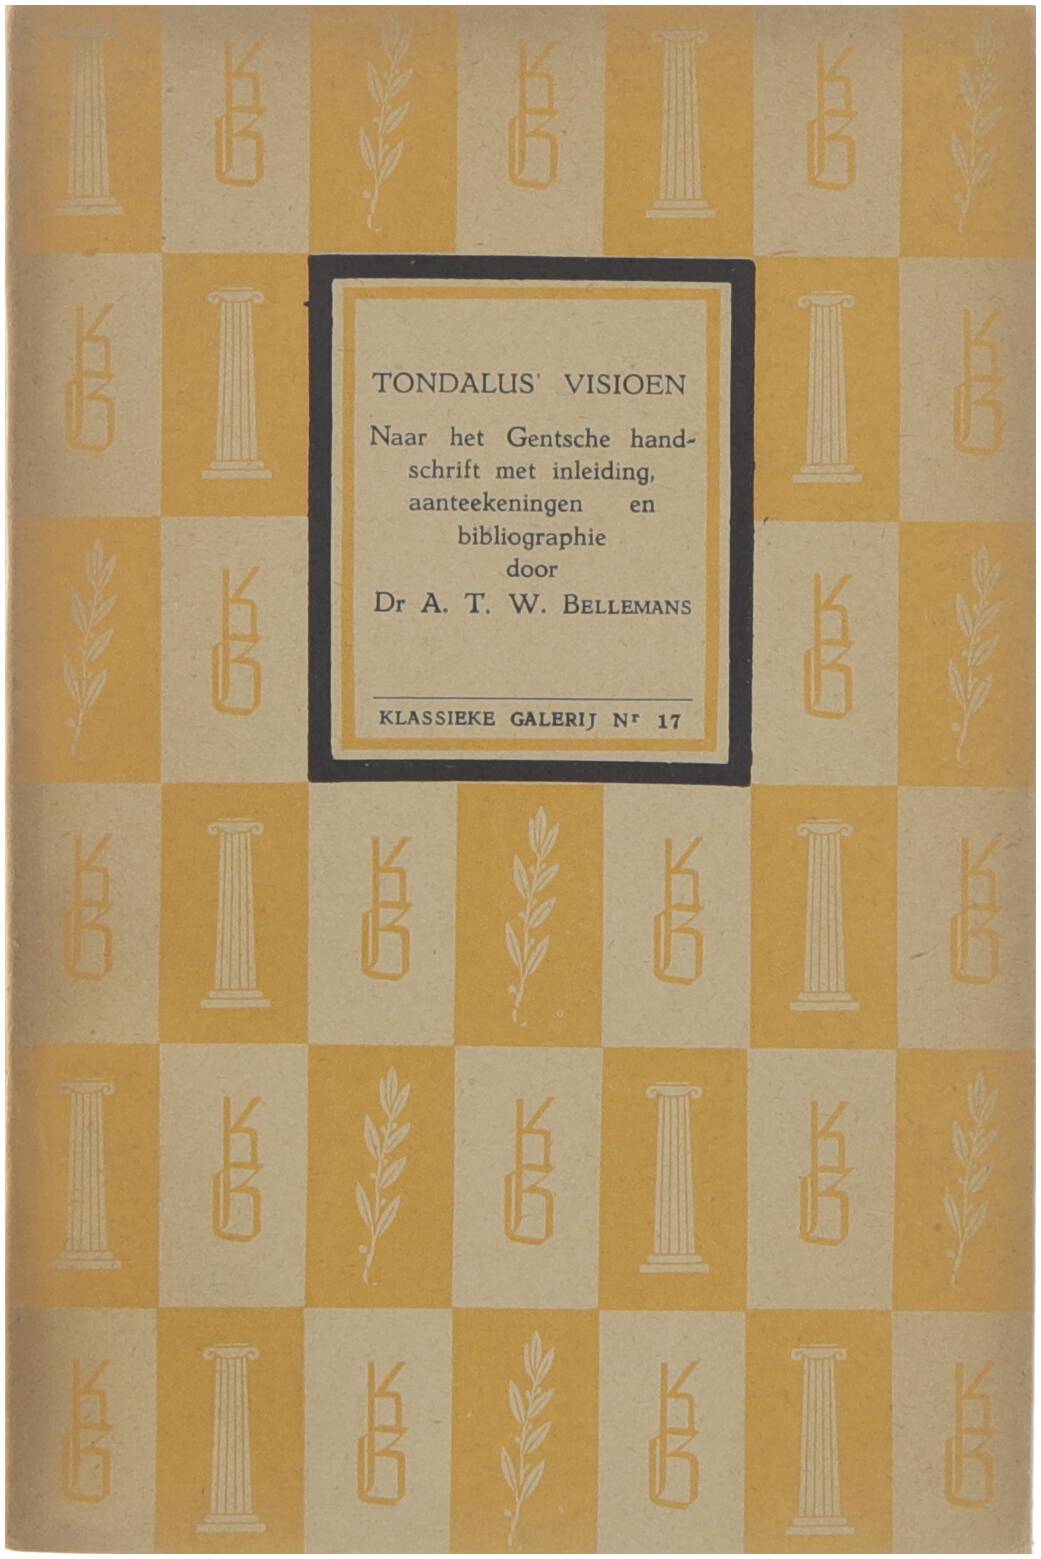 TONDALUS' VISIOEN
Naar het Gentsche hand-
schrift met inleiding,
aanteekeningen en
bibliographie
door
Dr A. T. W. BELLEMANS
KLASSIEKE GALERIJ Nr 17